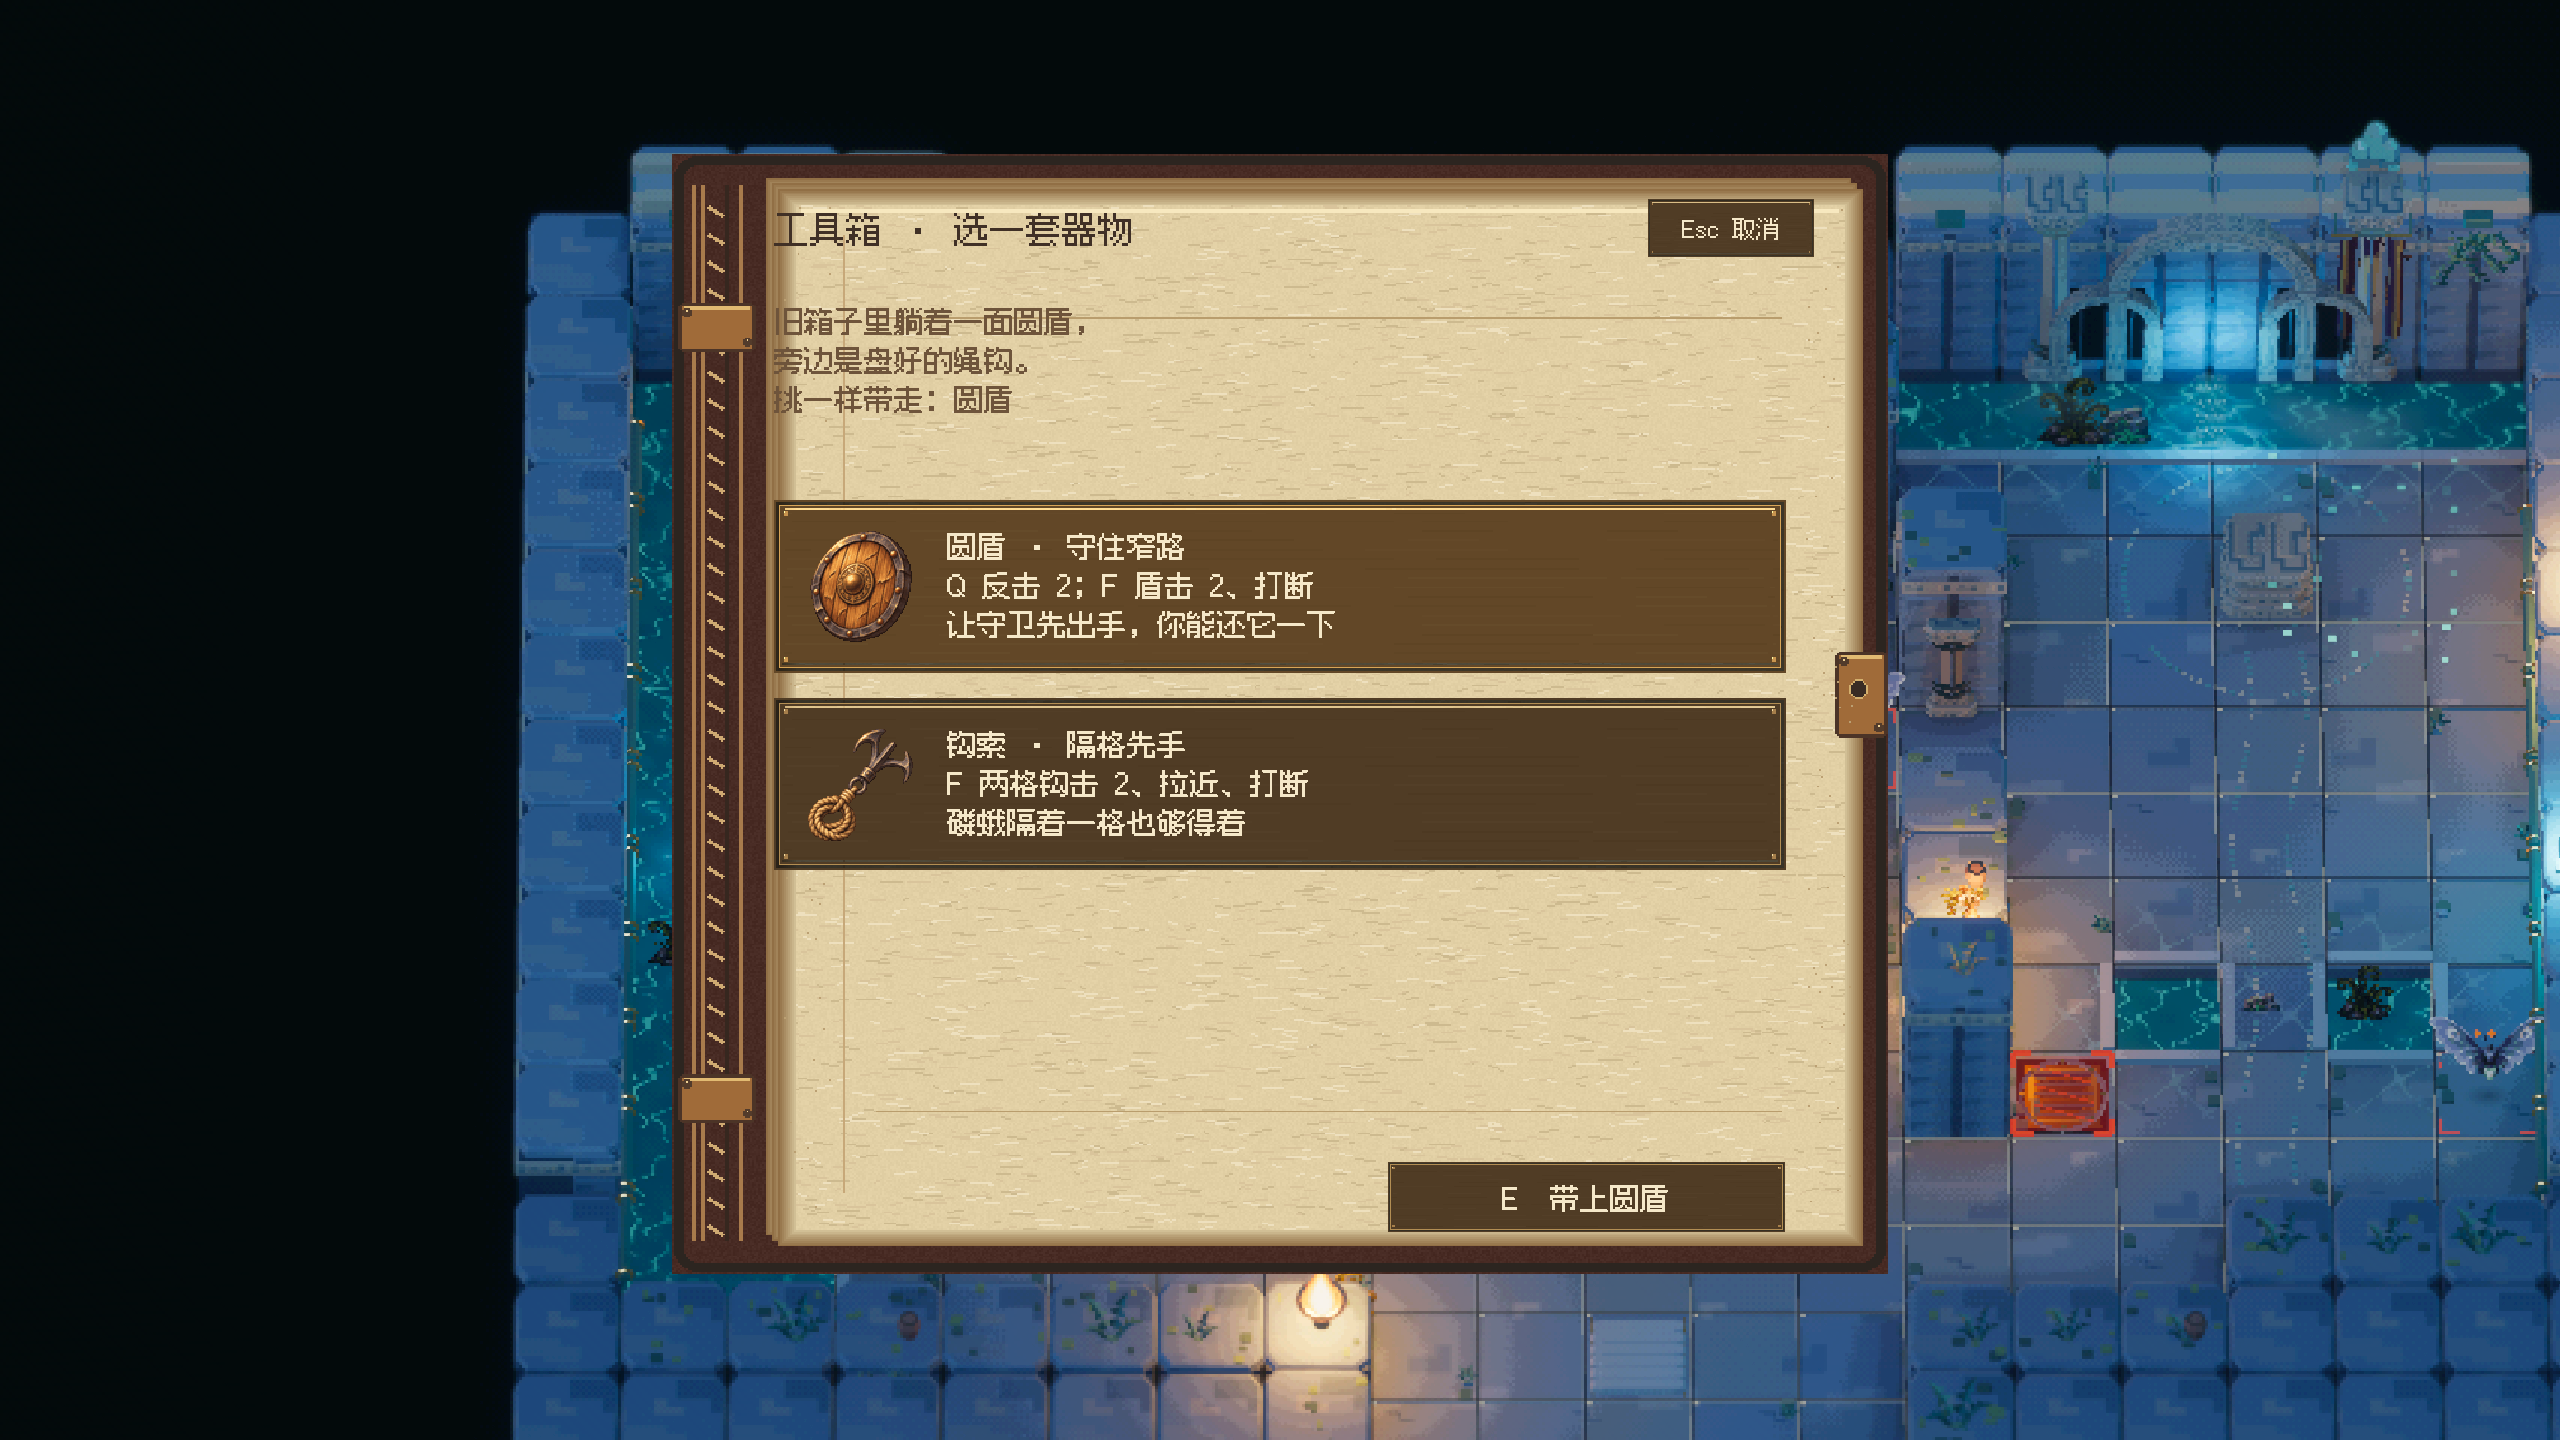 工具箱 · 选一套器物
Esc 取消
旧箱子里躺着一面圆盾，
旁边是盘好的绳钩。
挑一样带走：圆盾
圆盾 · 守住窄路
Q 反击 2；F 盾击 2、打断
让守卫先出手，你能还它一下
钩索 · 隔格先手
F 两格钩击 2、拉近、打断
磷蛾隔着一格也够得着
E 带上圆盾